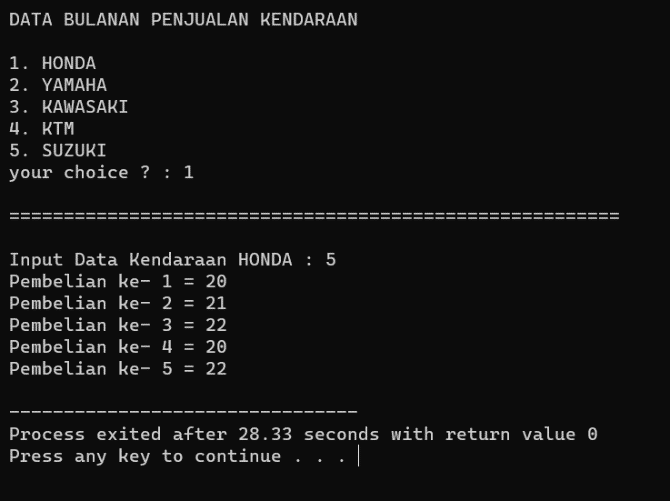 DATA BULANAN PENJUALAN KENDARAAN
1. HONDA
2. YAMAHA
3. KAWASAKI
4. KTM
5. SUZUKI
your choice ? : 1
========================================================
Input Data Kendaraan HONDA : 5
Pembelian ke- 1 = 20
Pembelian ke- 2 = 21
Pembelian ke- 3 = 22
Pembelian ke- 4 = 20
Pembelian ke- 5 = 22
--------------------------------
Process exited after 28.33 seconds with return value 0
Press any key to continue . . .